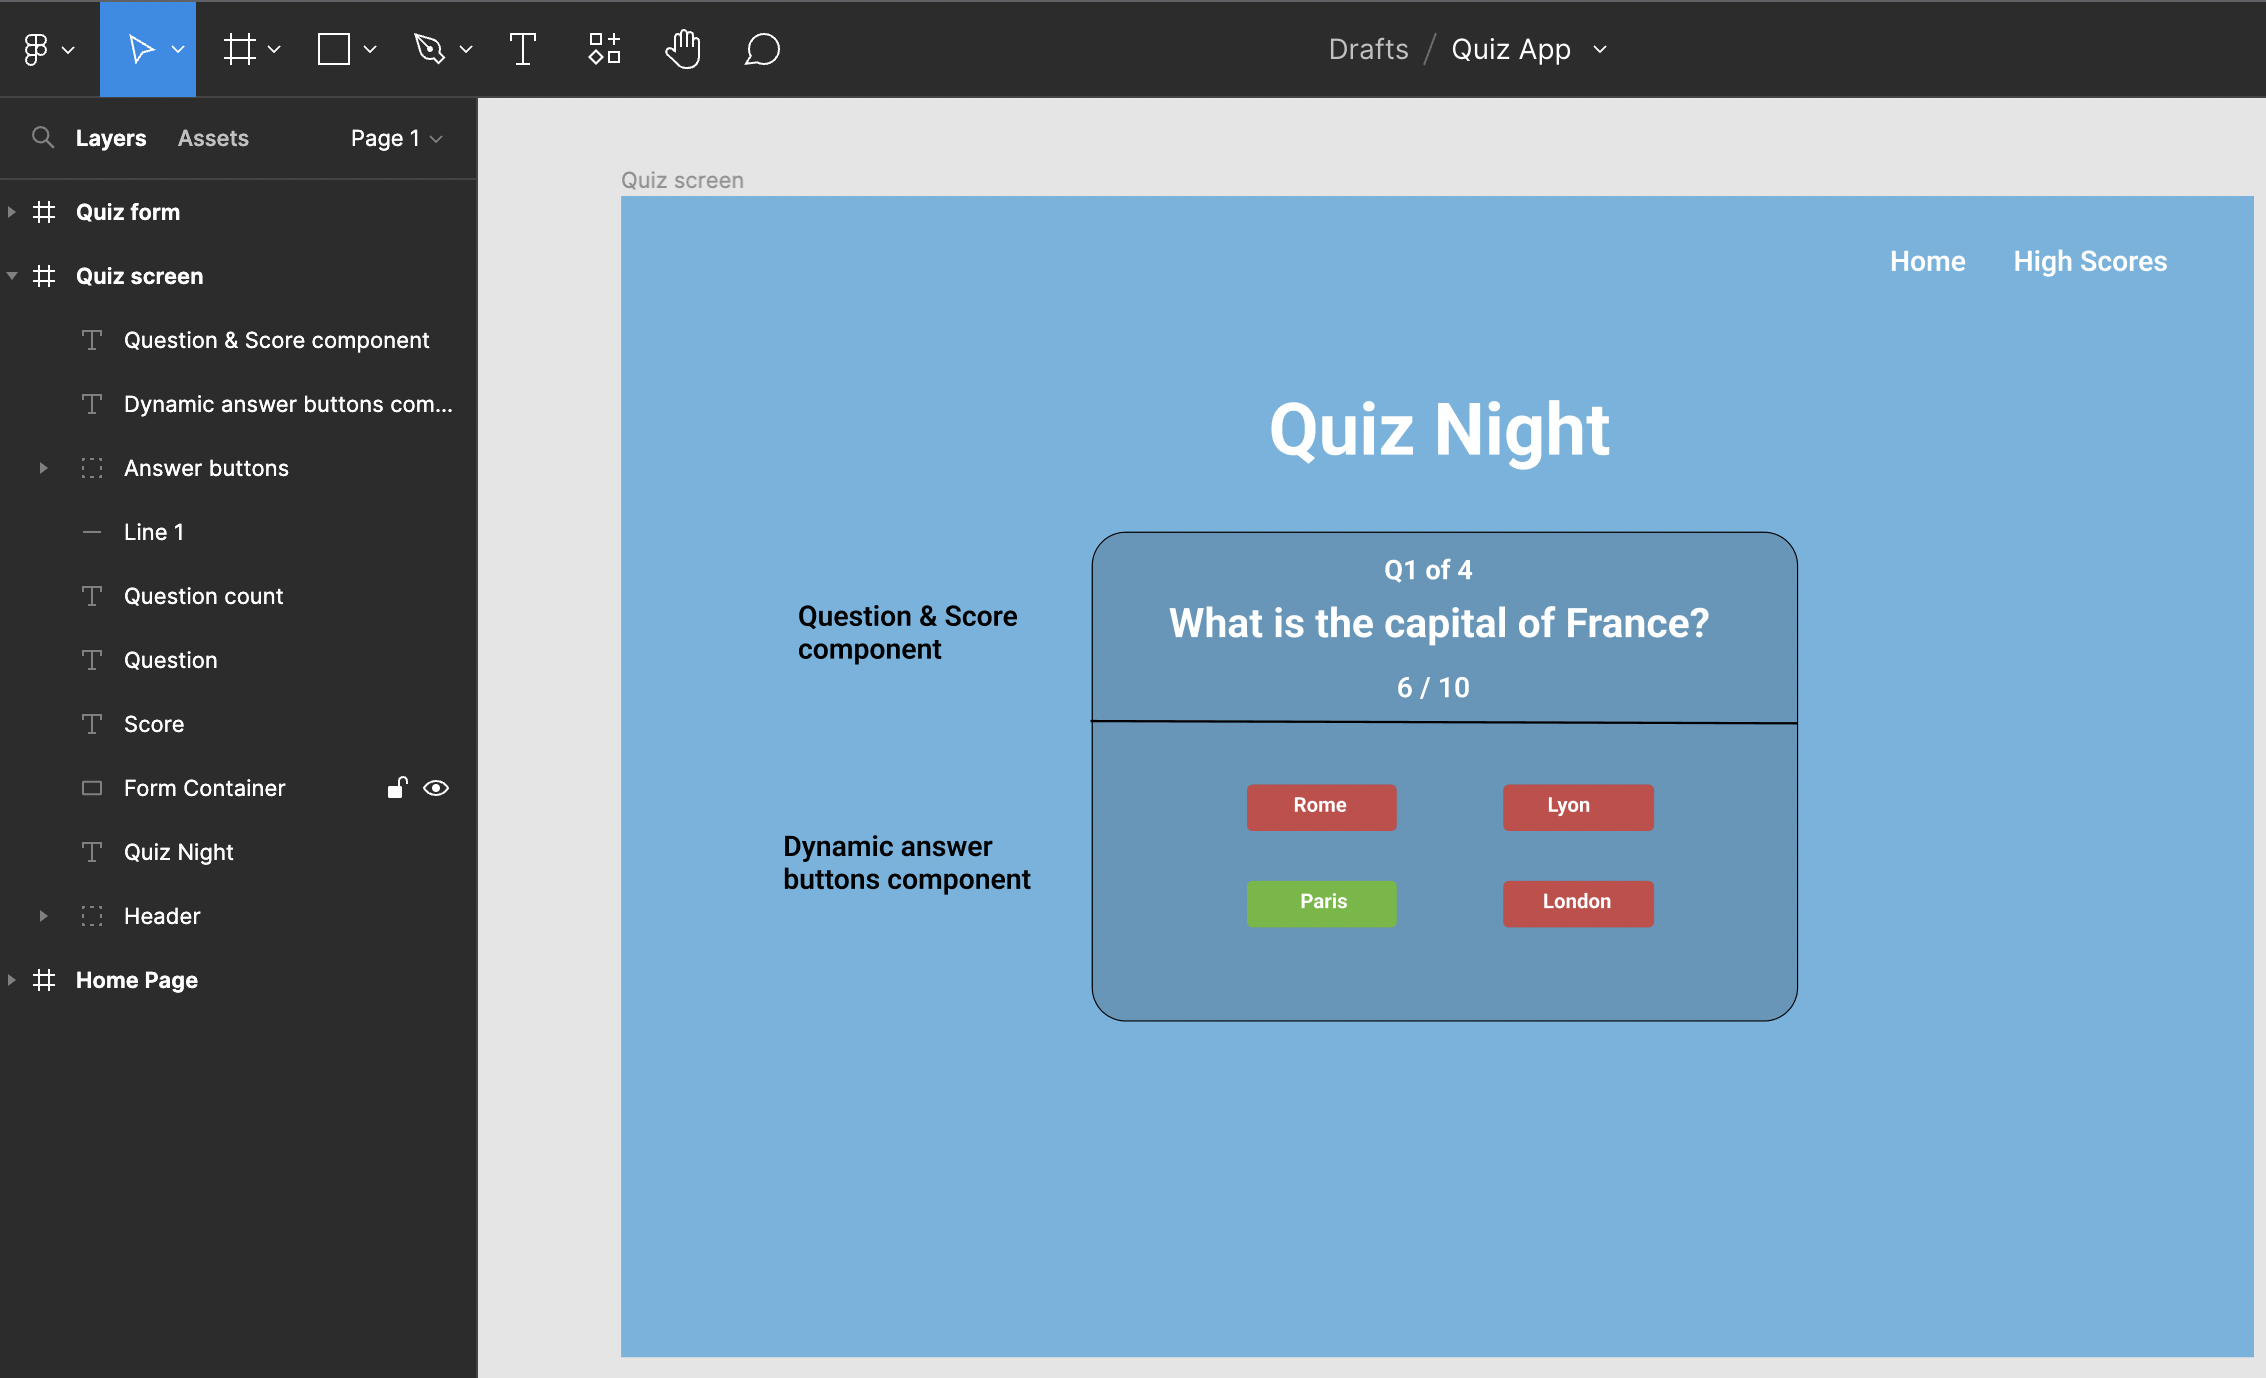 Drafts / Quiz App
Layers Assets Page 1
Quiz form
Quiz screen
Question & Score component
Dynamic answer buttons com...
Answer buttons
Line 1
Question count
Question
Score
Form Container
Quiz Night
Header
Home Page
Quiz screen
Home High Scores
Quiz Night
Q1 of 4
What is the capital of France?
6 / 10
Question & Score
component
Rome Lyon
Paris London
Dynamic answer
buttons component